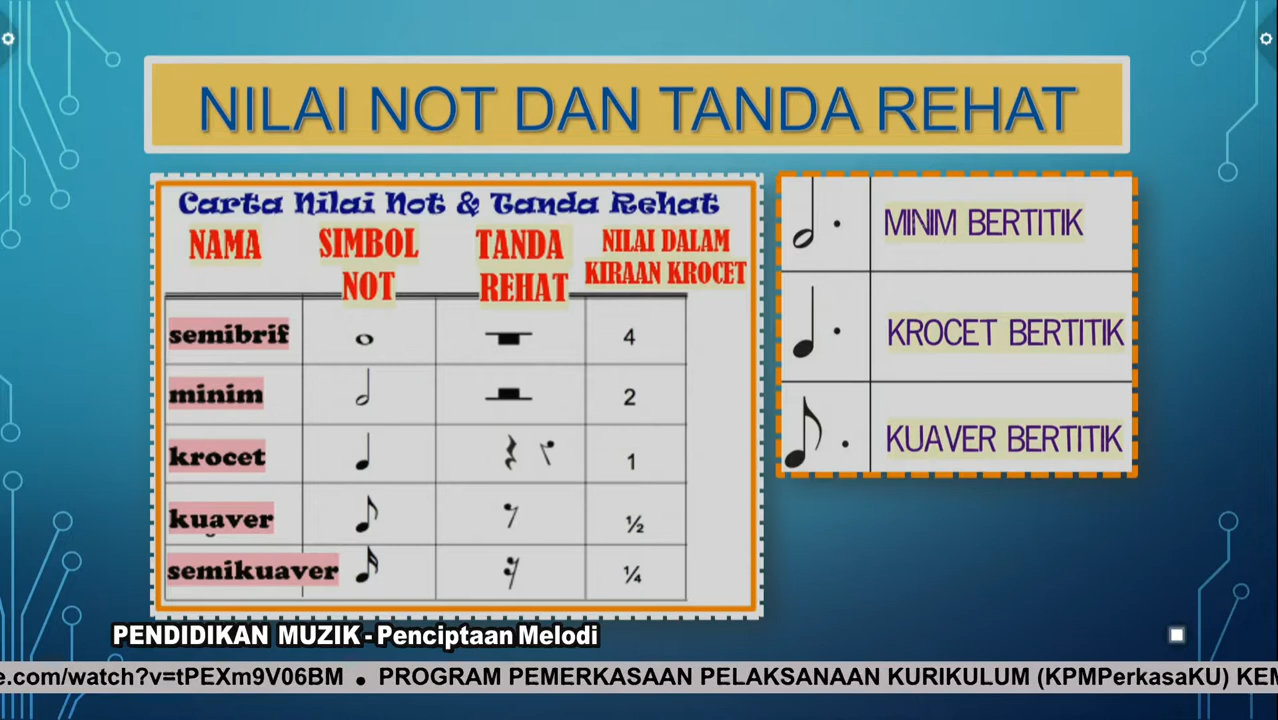 NILAI NOT DAN TANDA REHAT
Carta Nilai Not & Tanda Rehat
NAMA
SIMBOL
NOT
TANDA
REHAT
NILAI DALAM
KIRAAN KROCET
semibrif
4
minim
2
krocet
1
kuaver
½
semikuaver
¼
MINIM BERTITIK
KROCET BERTITIK
KUAVER BERTITIK
PENDIDIKAN MUZIK - Penciptaan Melodi
e.com/watch?v=tPEXm9V06BM • PROGRAM PEMERKASAAN PELAKSANAAN KURIKULUM (KPMPerkasaKU) KEM